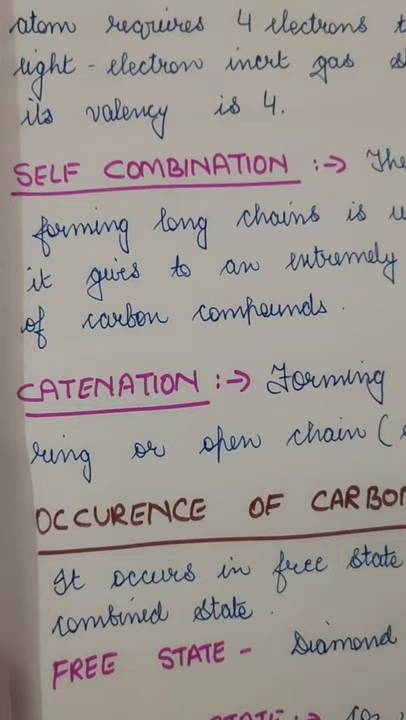 atom requires 4 electrons
eight - electron inert gas
its valency is 4.
SELF COMBINATION :→ The
forming long chains is
it gives to an extremely
of carbon compounds.
CATENATION :→ Forming
ring or open chain (
OCCURENCE OF CARBON
It occurs in free state
combined state.
FREE STATE - Diamond
STATE :→